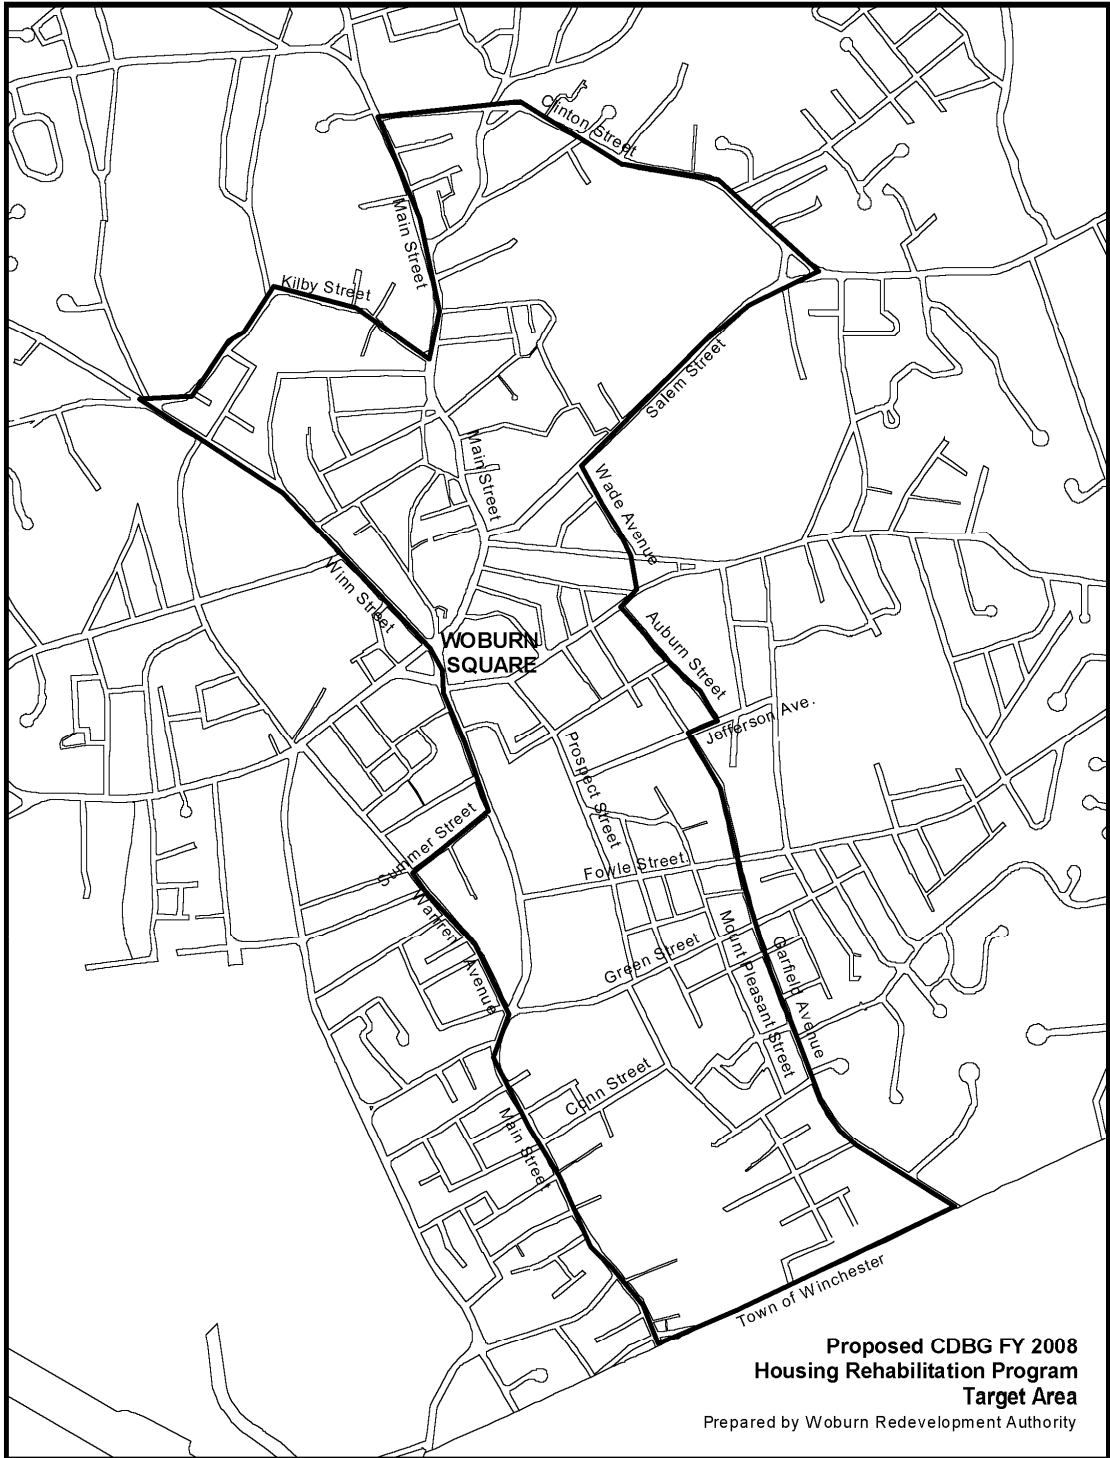 Clinton Street
Main Street
Kilby Street
Salem Street
Main Street
Wade Avenue
Winn Street
Auburn Street
WOBURN
SQUARE
Jefferson Ave.
Prospect Street
Summer Street
Fowle Street.
Warren Avenue
Mount Pleasant Street
Garfield Avenue
Green Street
Conn Street
Main Street
Town of Winchester
Proposed CDBG FY 2008
Housing Rehabilitation Program
Target Area
Prepared by Woburn Redevelopment Authority